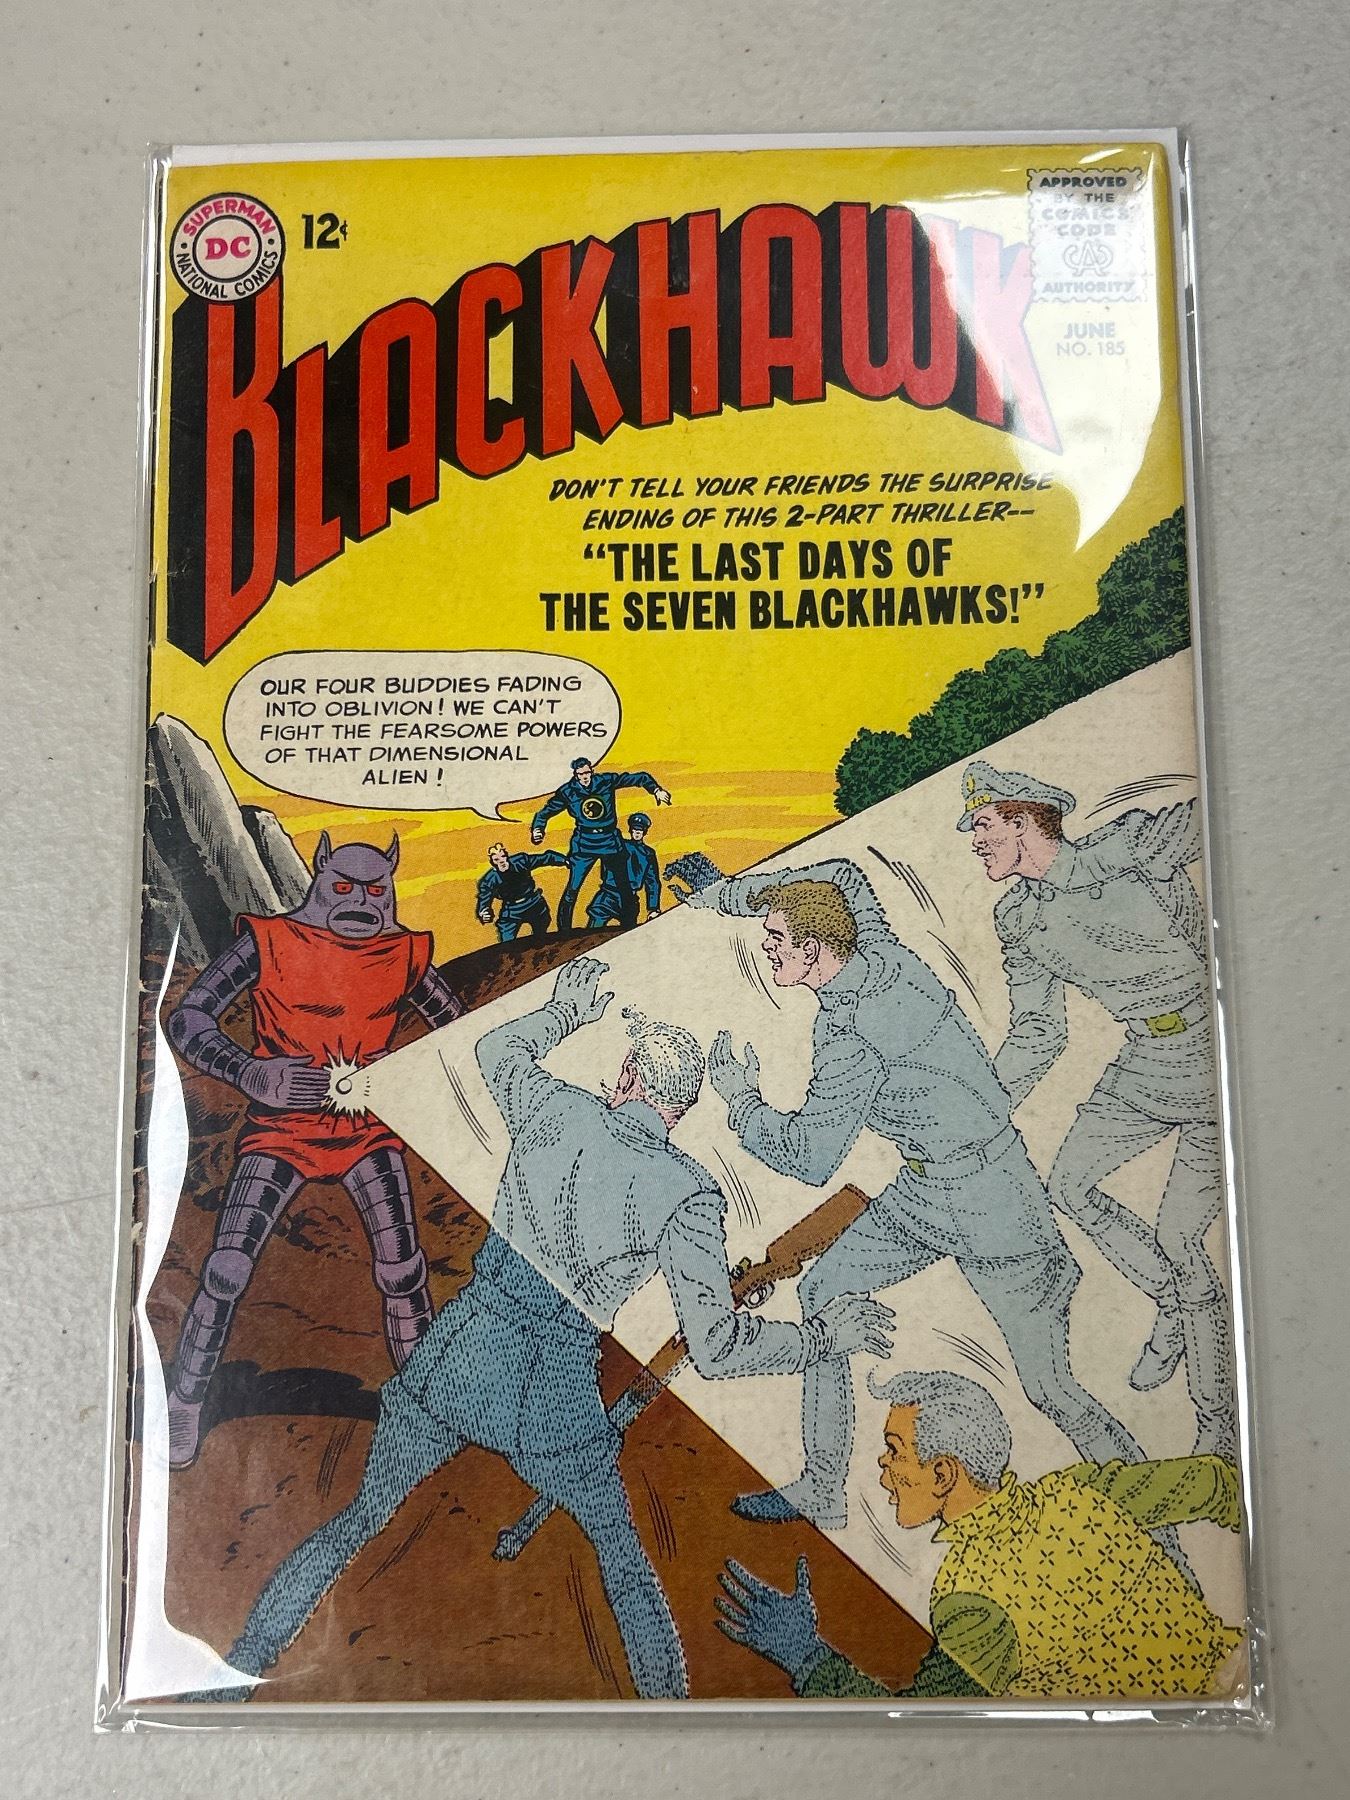 SUPERMAN
DC
NATIONAL COMICS
12¢
BLACKHAWK
APPROVED
BY THE
COMICS
CODE
CA
AUTHORITY
JUNE
NO. 185
DON'T TELL YOUR FRIENDS THE SURPRISE
ENDING OF THIS 2-PART THRILLER--
"THE LAST DAYS OF
THE SEVEN BLACKHAWKS!"
OUR FOUR BUDDIES FADING
INTO OBLIVION! WE CAN'T
FIGHT THE FEARSOME POWERS
OF THAT DIMENSIONAL
ALIEN!